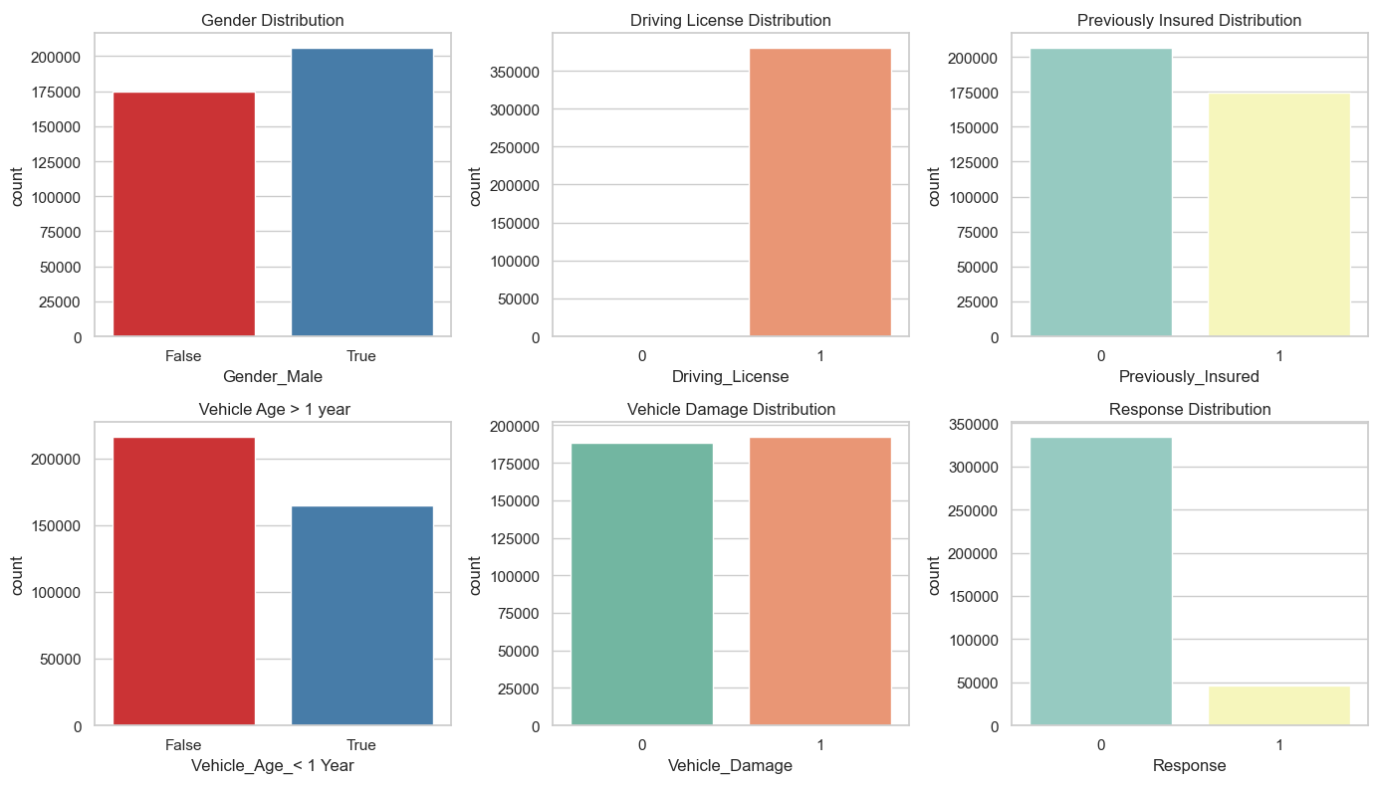 Gender Distribution
200000
175000
150000
125000
100000
75000
50000
25000
0
count
False True
Gender_Male
Driving License Distribution
350000
300000
250000
200000
150000
100000
50000
0
count
0 1
Driving_License
Previously Insured Distribution
200000
175000
150000
125000
100000
75000
50000
25000
0
count
0 1
Previously_Insured
Vehicle Age > 1 year
200000
150000
100000
50000
0
count
False True
Vehicle_Age_< 1 Year
Vehicle Damage Distribution
200000
175000
150000
125000
100000
75000
50000
25000
0
count
0 1
Vehicle_Damage
Response Distribution
350000
300000
250000
200000
150000
100000
50000
0
count
0 1
Response